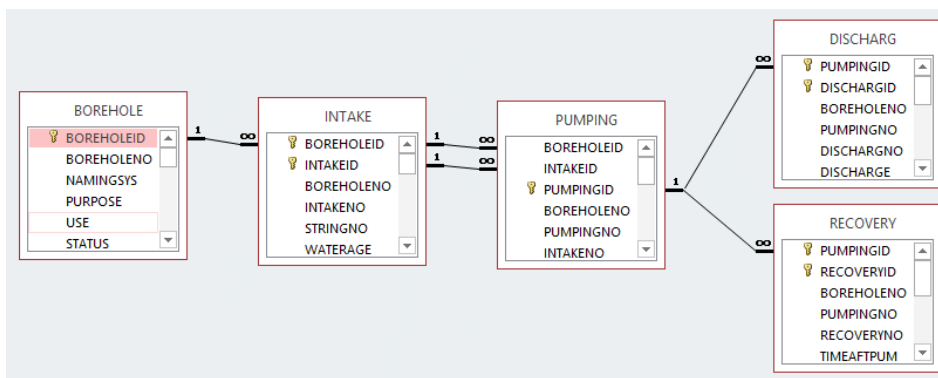 BOREHOLE
BOREHOLEID
BOREHOLENO
NAMINGSYS
PURPOSE
USE
STATUS
1
∞
INTAKE
BOREHOLEID
INTAKEID
BOREHOLENO
INTAKENO
STRINGNO
WATERAGE
1
∞
1
∞
PUMPING
BOREHOLEID
INTAKEID
PUMPINGID
BOREHOLENO
PUMPINGNO
INTAKENO
1
∞
DISCHARG
PUMPINGID
DISCHARGID
BOREHOLENO
PUMPINGNO
DISCHARGNO
DISCHARGE
∞
RECOVERY
PUMPINGID
RECOVERYID
BOREHOLENO
PUMPINGNO
RECOVERYNO
TIMEAFTPUM